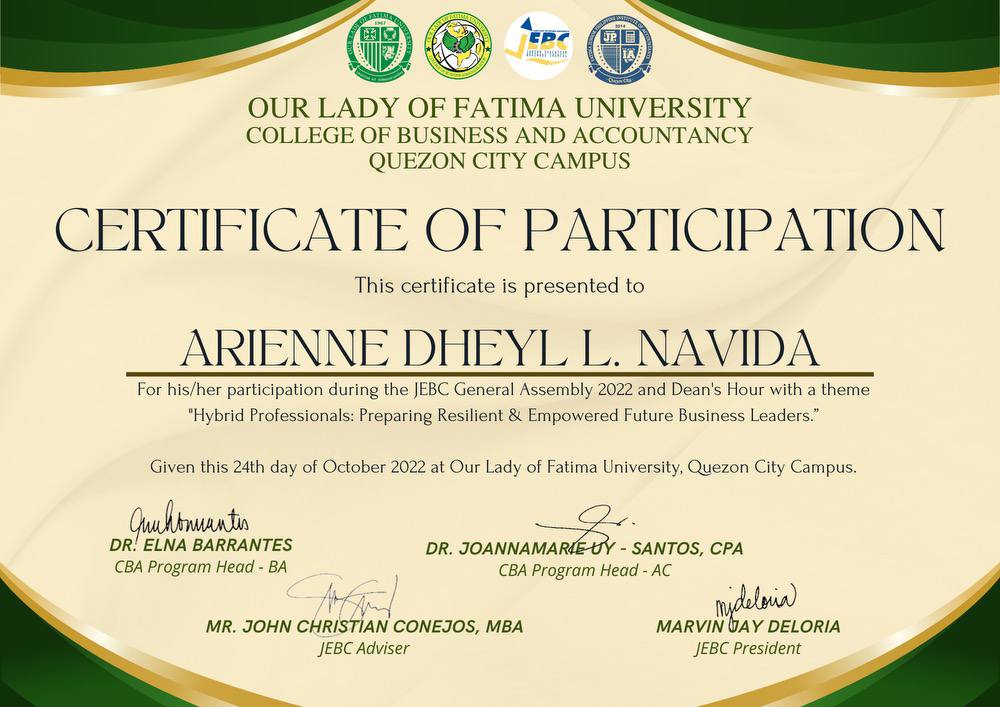 OUR LADY OF FATIMA UNIVERSITY
COLLEGE OF BUSINESS AND ACCOUNTANCY
QUEZON CITY CAMPUS
CERTIFICATE OF PARTICIPATION
This certificate is presented to
ARIENNE DHEYL L. NAVIDA
For his/her participation during the JEBC General Assembly 2022 and Dean's Hour with a theme
"Hybrid Professionals: Preparing Resilient & Empowered Future Business Leaders.”
Given this 24th day of October 2022 at Our Lady of Fatima University, Quezon City Campus.
DR. ELNA BARRANTES
CBA Program Head - BA
DR. JOANNAMARIE UY - SANTOS, CPA
CBA Program Head - AC
MR. JOHN CHRISTIAN CONEJOS, MBA
JEBC Adviser
mjdeloria
MARVIN JAY DELORIA
JEBC President